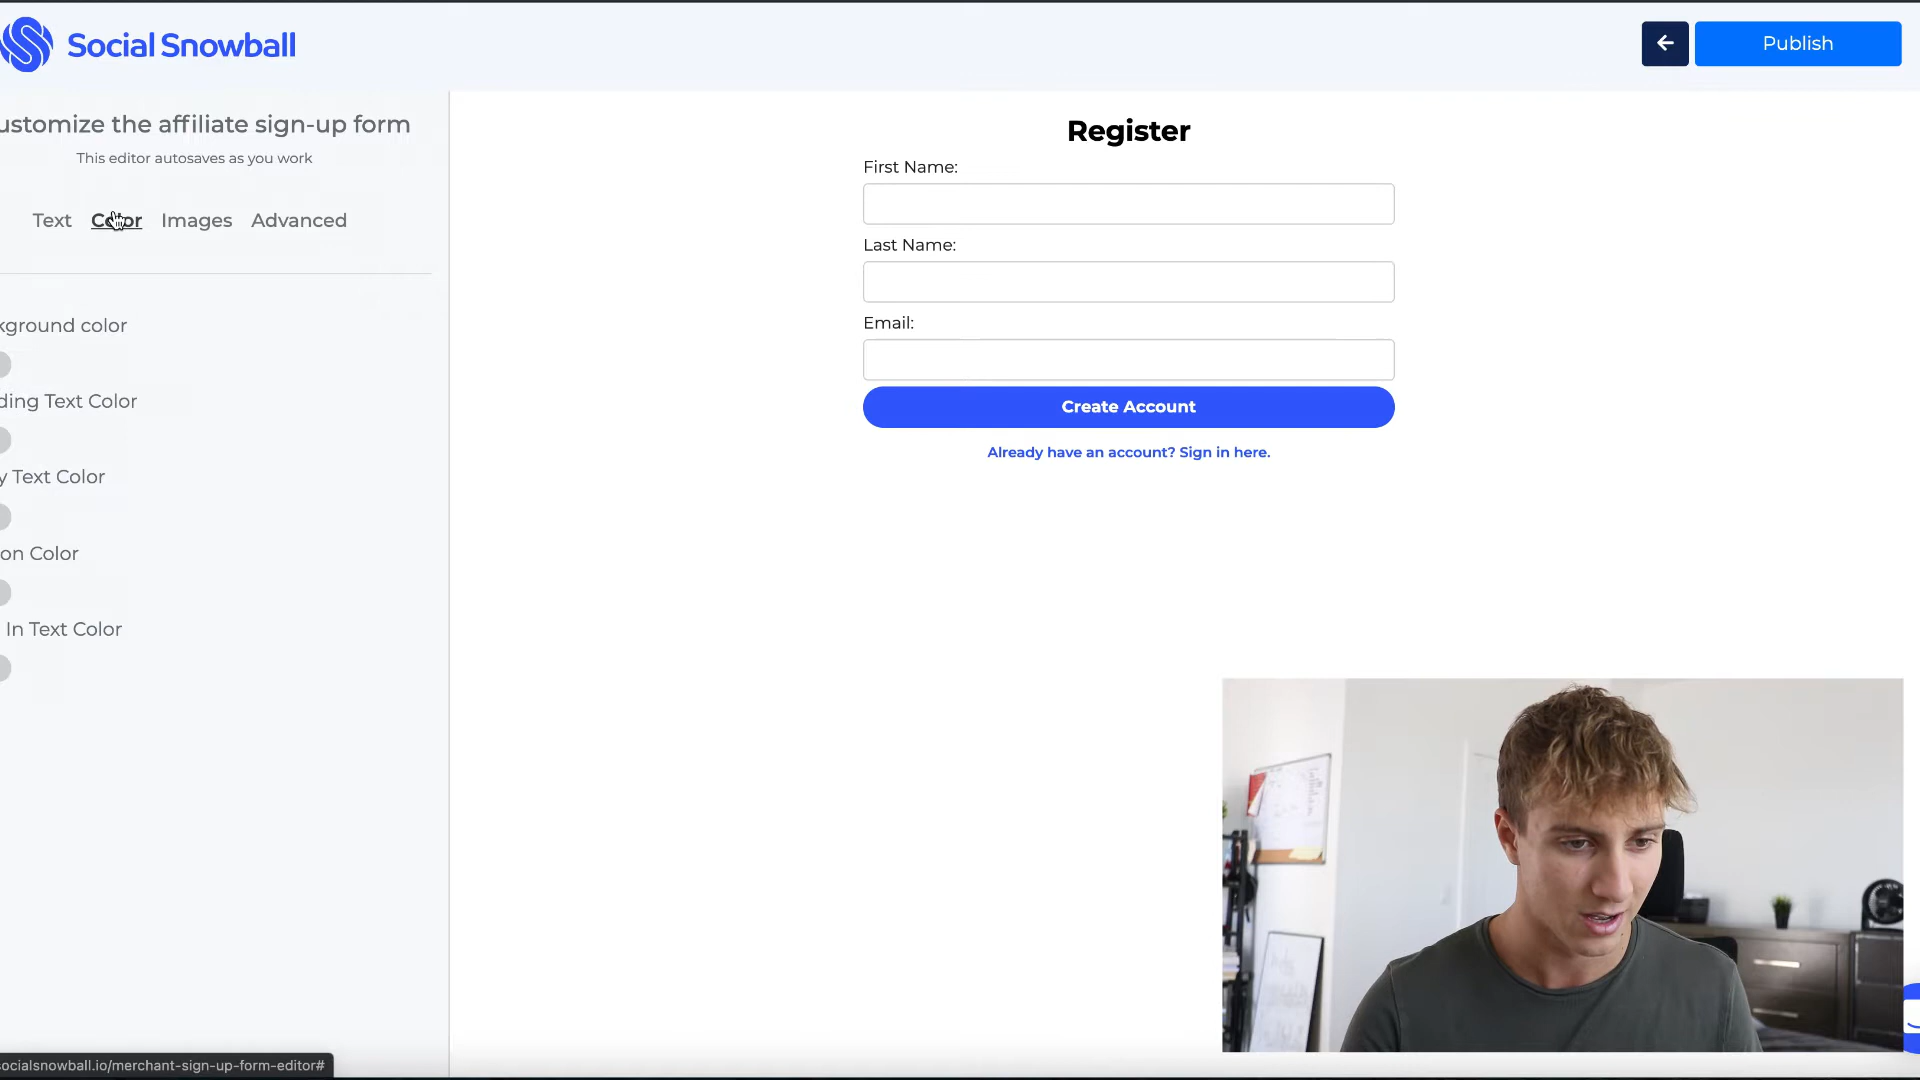 Social Snowball
Publish
ustomize the affiliate sign-up form
This editor autosaves as you work
Text Color Images Advanced
kground color
ding Text Color
y Text Color
on Color
In Text Color
Register
First Name:
Last Name:
Email:
Create Account
Already have an account? Sign in here.
ocialsnowball.io/merchant-sign-up-form-editor#